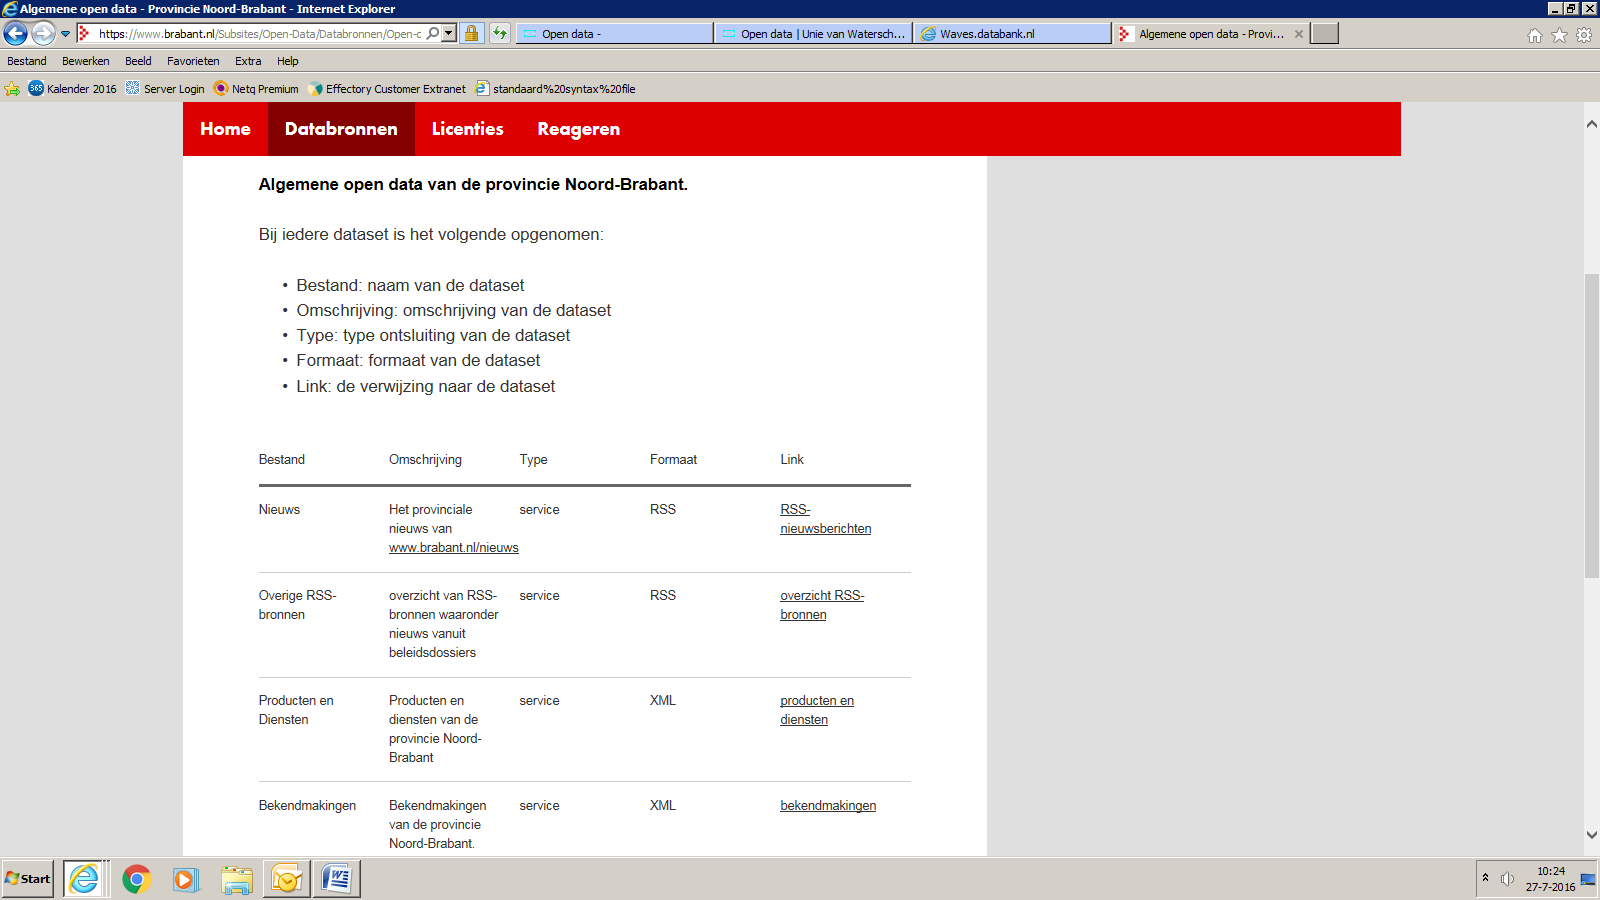 Algemene open data - Provincie Noord-Brabant - Internet Explorer
https://www.brabant.nl/Subsites/Open-Data/Databronnen/Open-c
Open data -
Open data | Unie van Watersch...
Waves.databank.nl
Algemene open data - Provi...
Bestand Bewerken Beeld Favorieten Extra Help
365 Kalender 2016 Server Login Netq Premium Effectory Customer Extranet standaard%20syntax%20file
Home Databronnen Licenties Reageren
Algemene open data van de provincie Noord-Brabant.
Bij iedere dataset is het volgende opgenomen:
• Bestand: naam van de dataset
• Omschrijving: omschrijving van de dataset
• Type: type ontsluiting van de dataset
• Formaat: formaat van de dataset
• Link: de verwijzing naar de dataset
Bestand Omschrijving Type Formaat Link
Nieuws Het provinciale service RSS RSS-
nieuws van nieuwsberichten
www.brabant.nl/nieuws
Overige RSS- overzicht van RSS- service RSS overzicht RSS-
bronnen bronnen waaronder bronnen
nieuws vanuit
beleidsdossiers
Producten en Producten en service XML producten en
Diensten diensten van de diensten
provincie Noord-
Brabant
Bekendmakingen Bekendmakingen service XML bekendmakingen
van de provincie
Noord-Brabant.
Start
10:24
27-7-2016